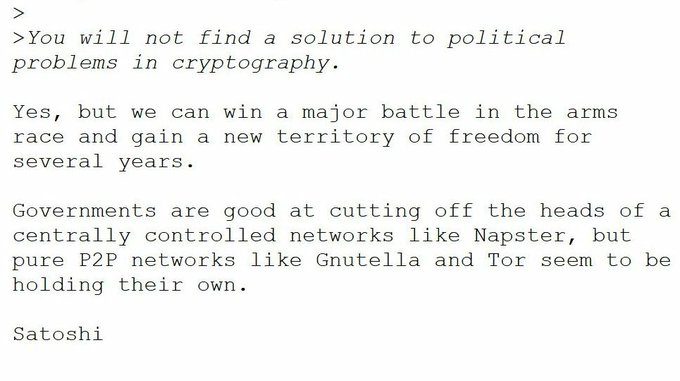 >
>You will not find a solution to political
problems in cryptography.
Yes, but we can win a major battle in the arms
race and gain a new territory of freedom for
several years.
Governments are good at cutting off the heads of a
centrally controlled networks like Napster, but
pure P2P networks like Gnutella and Tor seem to be
holding their own.
Satoshi